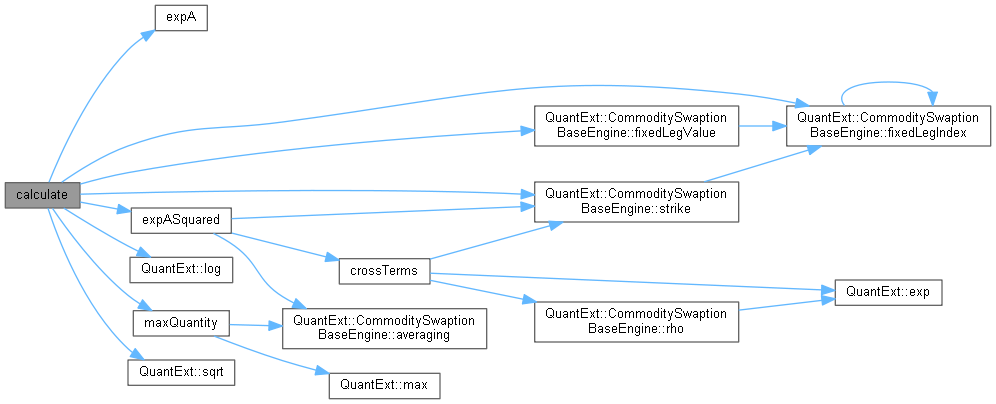 expA
QuantExt::CommoditySwaption
BaseEngine::fixedLegValue
QuantExt::CommoditySwaption
BaseEngine::fixedLegIndex
calculate
expASquared
QuantExt::CommoditySwaption
BaseEngine::strike
QuantExt::log
crossTerms
QuantExt::exp
maxQuantity
QuantExt::CommoditySwaption
BaseEngine::averaging
QuantExt::CommoditySwaption
BaseEngine::rho
QuantExt::sqrt
QuantExt::max